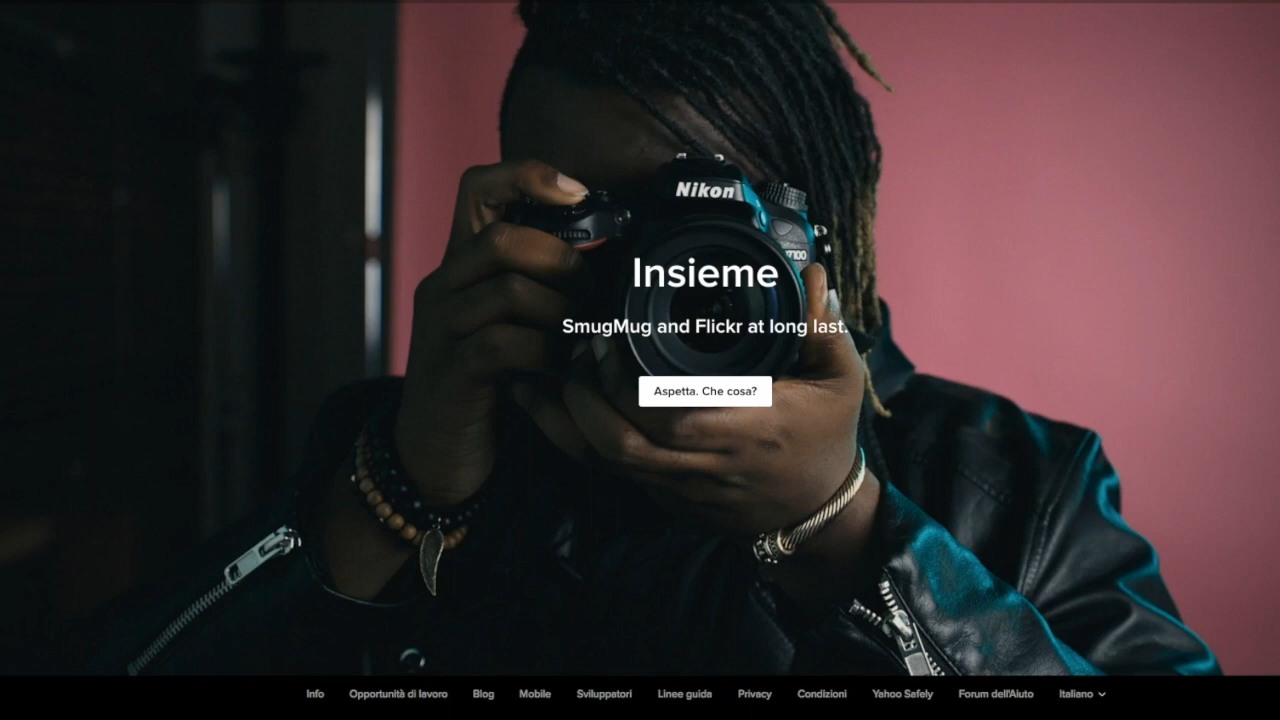 Nikon
7100
Insieme
SmugMug and Flickr at long last.
Aspetta. Che cosa?
Info Opportunità di lavoro Blog Mobile Sviluppatori Linee guida Privacy Condizioni Yahoo Safely Forum dell'Aiuto Italiano